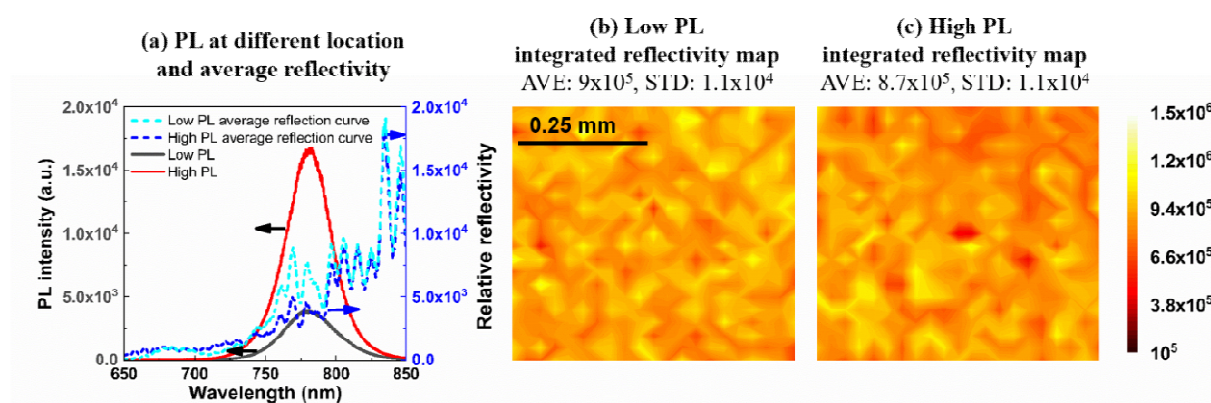 (a) PL at different location
and average reflectivity
2.0x10⁴
1.5x10⁴
1.0x10⁴
5.0x10³
0.0
PL intensity (a.u.)
Low PL average reflection curve
High PL average reflection curve
Low PL
High PL
650 700 750 800 850
Wavelength (nm)
2.0x10⁴
1.5x10⁴
1.0x10⁴
5.0x10³
0.0
Relative reflectivity
(b) Low PL
integrated reflectivity map
AVE: 9x10⁵, STD: 1.1x10⁴
0.25 mm
(c) High PL
integrated reflectivity map
AVE: 8.7x10⁵, STD: 1.1x10⁴
1.5x10⁶
1.2x10⁶
9.4x10⁵
6.6x10⁵
3.8x10⁵
10⁵